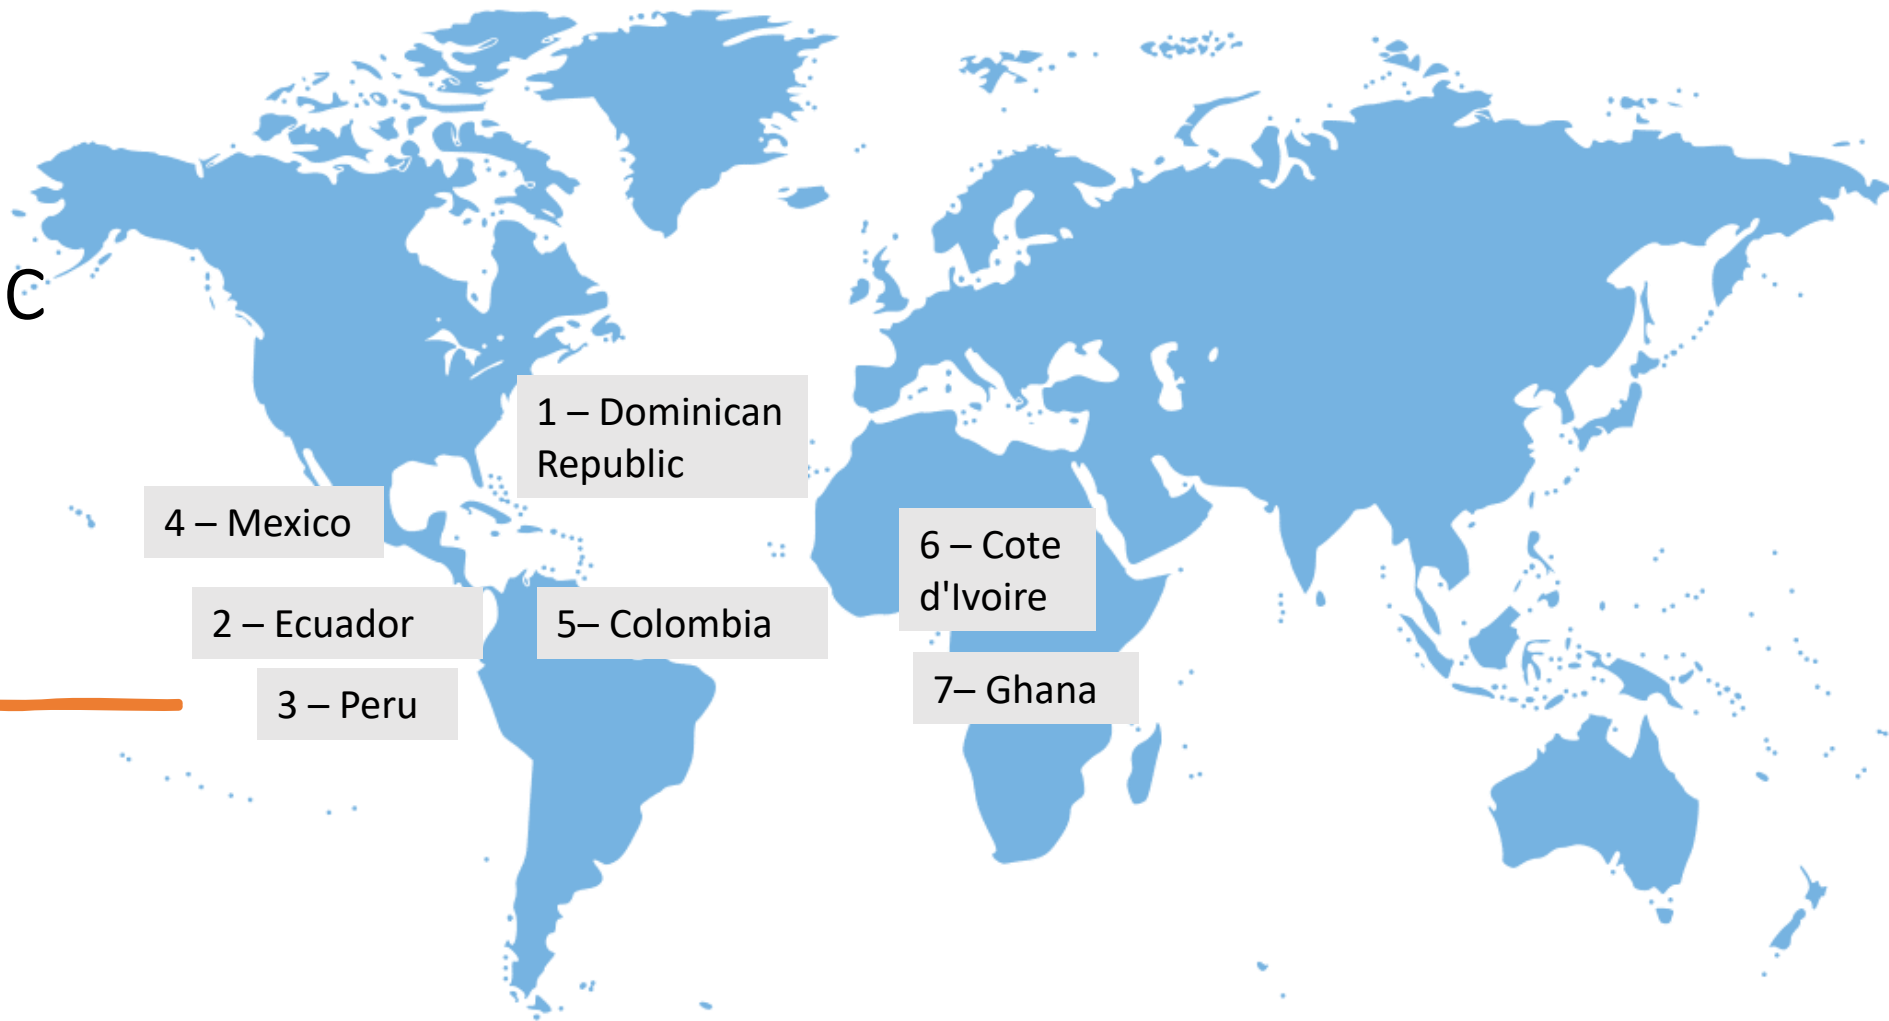 C
1 – Dominican
Republic
4 – Mexico
6 – Cote
d'Ivoire
2 – Ecuador
5– Colombia
7– Ghana
3 – Peru